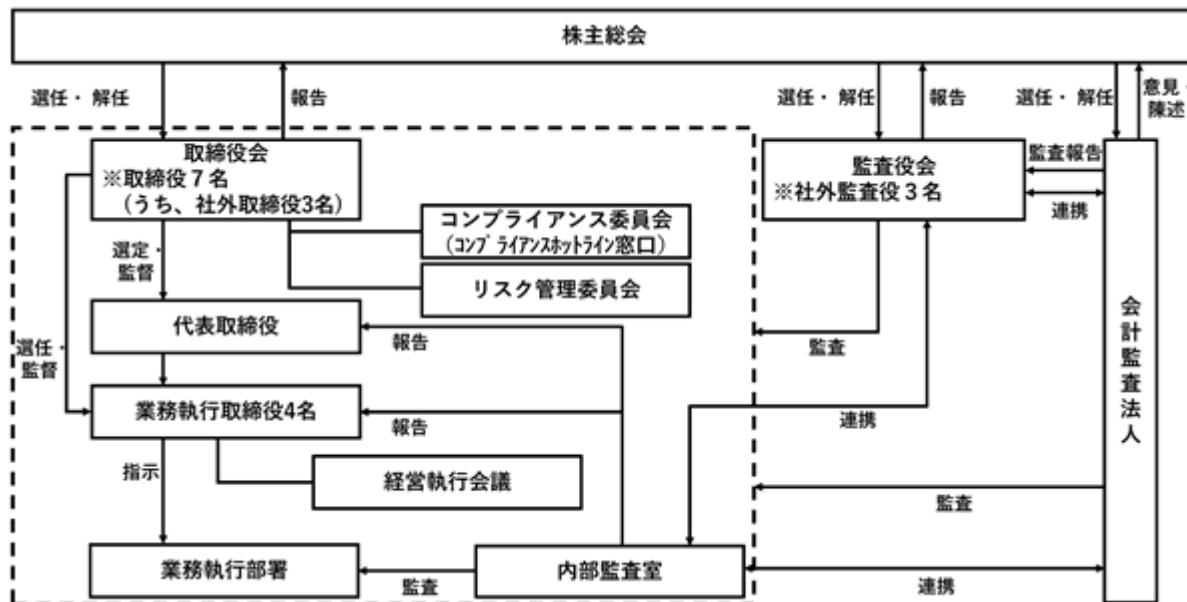 株主総会
選任・ 解任
報告
選任・ 解任
報告
選任・ 解任
意見・
陳述
取締役会
※取締役７名
（うち、社外取締役3名）
監査役会
※社外監査役３名
監査報告
連携
コンプライアンス委員会
（ｺﾝﾌﾟﾗｲｱﾝｽﾎｯﾄﾗｲﾝ窓口）
選定・
監督
リスク管理委員会
代表取締役
報告
監査
選任・
監督
業務執行取締役4名
報告
連携
会計監査法人
指示
経営執行会議
監査
業務執行部署
監査
内部監査室
連携